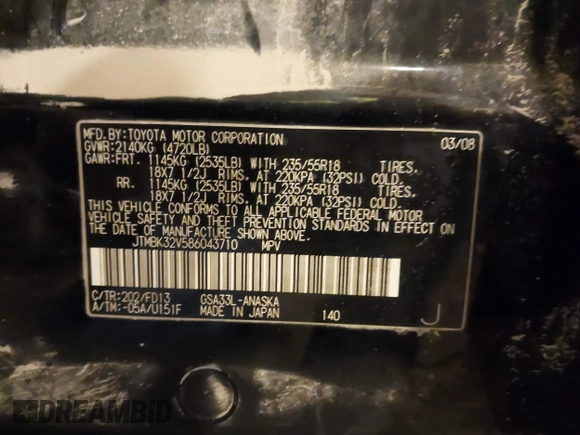 MFD.BY:TOYOTA MOTOR CORPORATION 03/08
GVWR:2140KG (4720LB)
GAWR:FRT. 1145KG (2535LB) WITH 235/55R18 TIRES.
18X7 1/2J RIMS, AT 220KPA (32PSI) COLD.
RR. 1145KG (2535LB) WITH 235/55R18 TIRES.
18X7 1/2J RIMS, AT 220KPA (32PSI) COLD.
THIS VEHICLE CONFORMS TO ALL APPLICABLE FEDERAL MOTOR
VEHICLE SAFETY AND THEFT PREVENTION STANDARDS IN EFFECT ON
THE DATE OF MANUFACTURE SHOWN ABOVE.
JTMBK32V586043710 MPV
C/TR:202/FD13 GSA33L-ANASKA
A/TM:-05A/U151F MADE IN JAPAN 140 J
DREAMBID